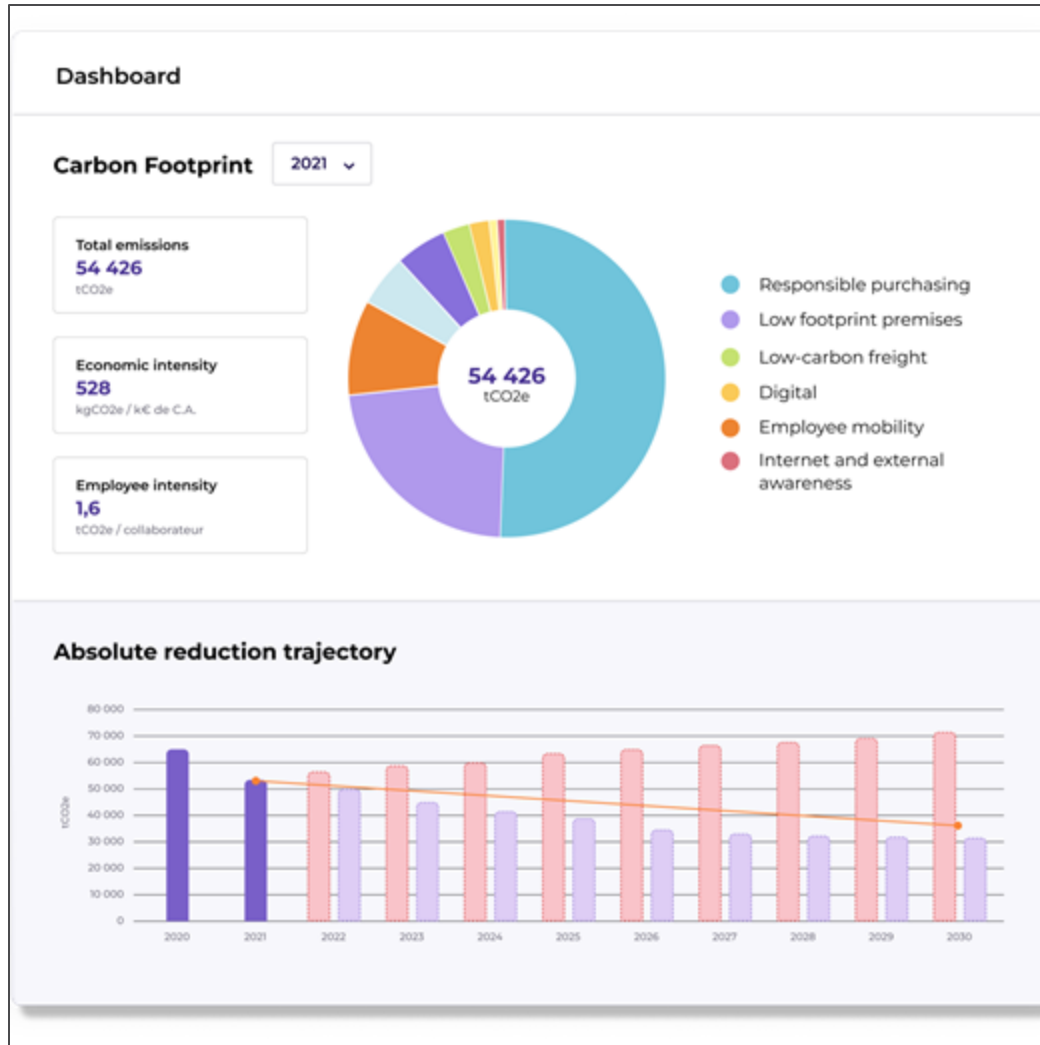 Dashboard
Carbon Footprint
2021
Total emissions
54 426
tCO2e
Economic intensity
528
kgCO2e / k€ de C.A.
Employee intensity
1,6
tCO2e / collaborateur
54 426
tCO2e
Responsible purchasing
Low footprint premises
Low-carbon freight
Digital
Employee mobility
Internet and external
awareness
Absolute reduction trajectory
tCO2e
80 000
70 000
60 000
50 000
40 000
30 000
20 000
10 000
0
2020 2021 2022 2023 2024 2025 2026 2027 2028 2029 2030